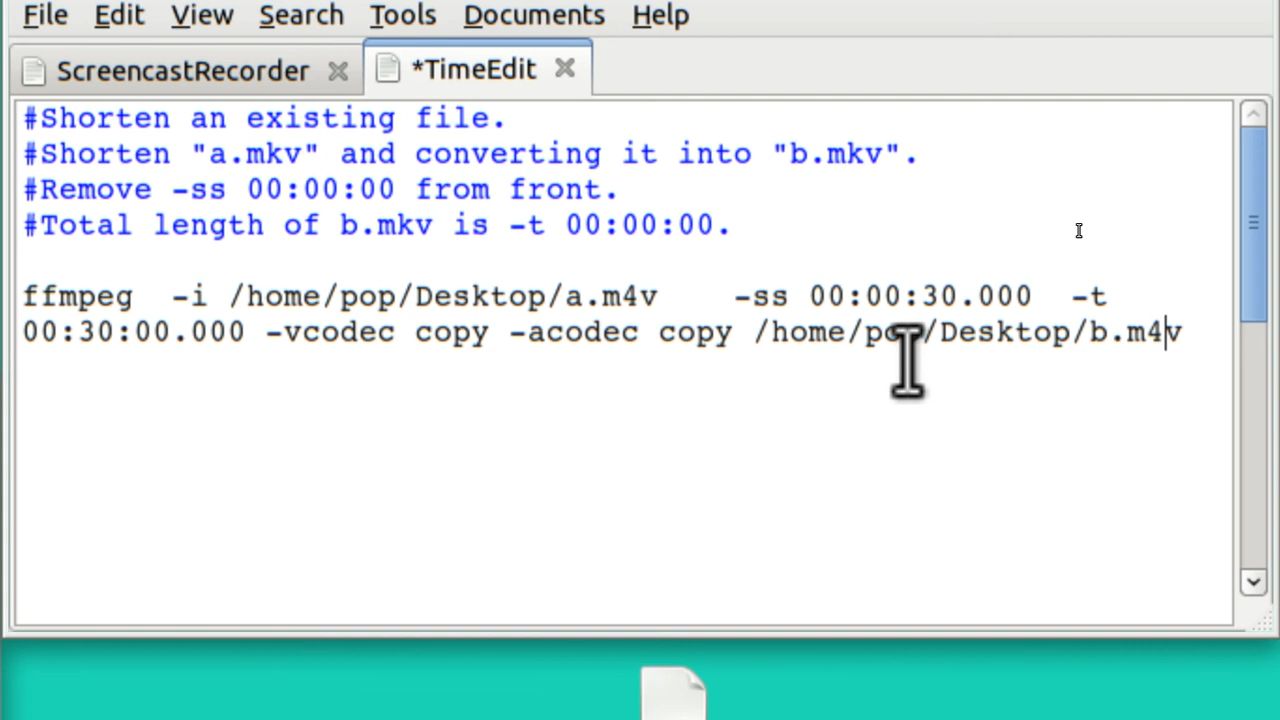 File Edit View Search Tools Documents Help
ScreencastRecorder *TimeEdit
#Shorten an existing file.
#Shorten "a.mkv" and converting it into "b.mkv".
#Remove -ss 00:00:00 from front.
#Total length of b.mkv is -t 00:00:00.
ffmpeg  -i /home/pop/Desktop/a.m4v    -ss 00:00:30.000  -t
00:30:00.000 -vcodec copy -acodec copy /home/pop/Desktop/b.m4v